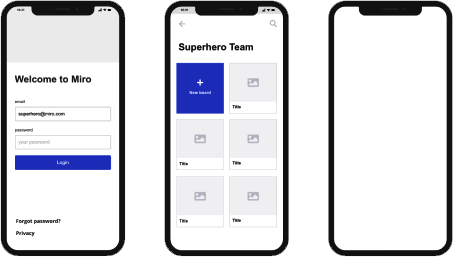 Welcome to Miro
email
superhero@miro.com
password
your password
Login
Forgot password?
Privacy
Superhero Team
+
New board
Title
Title
Title
Title
Title